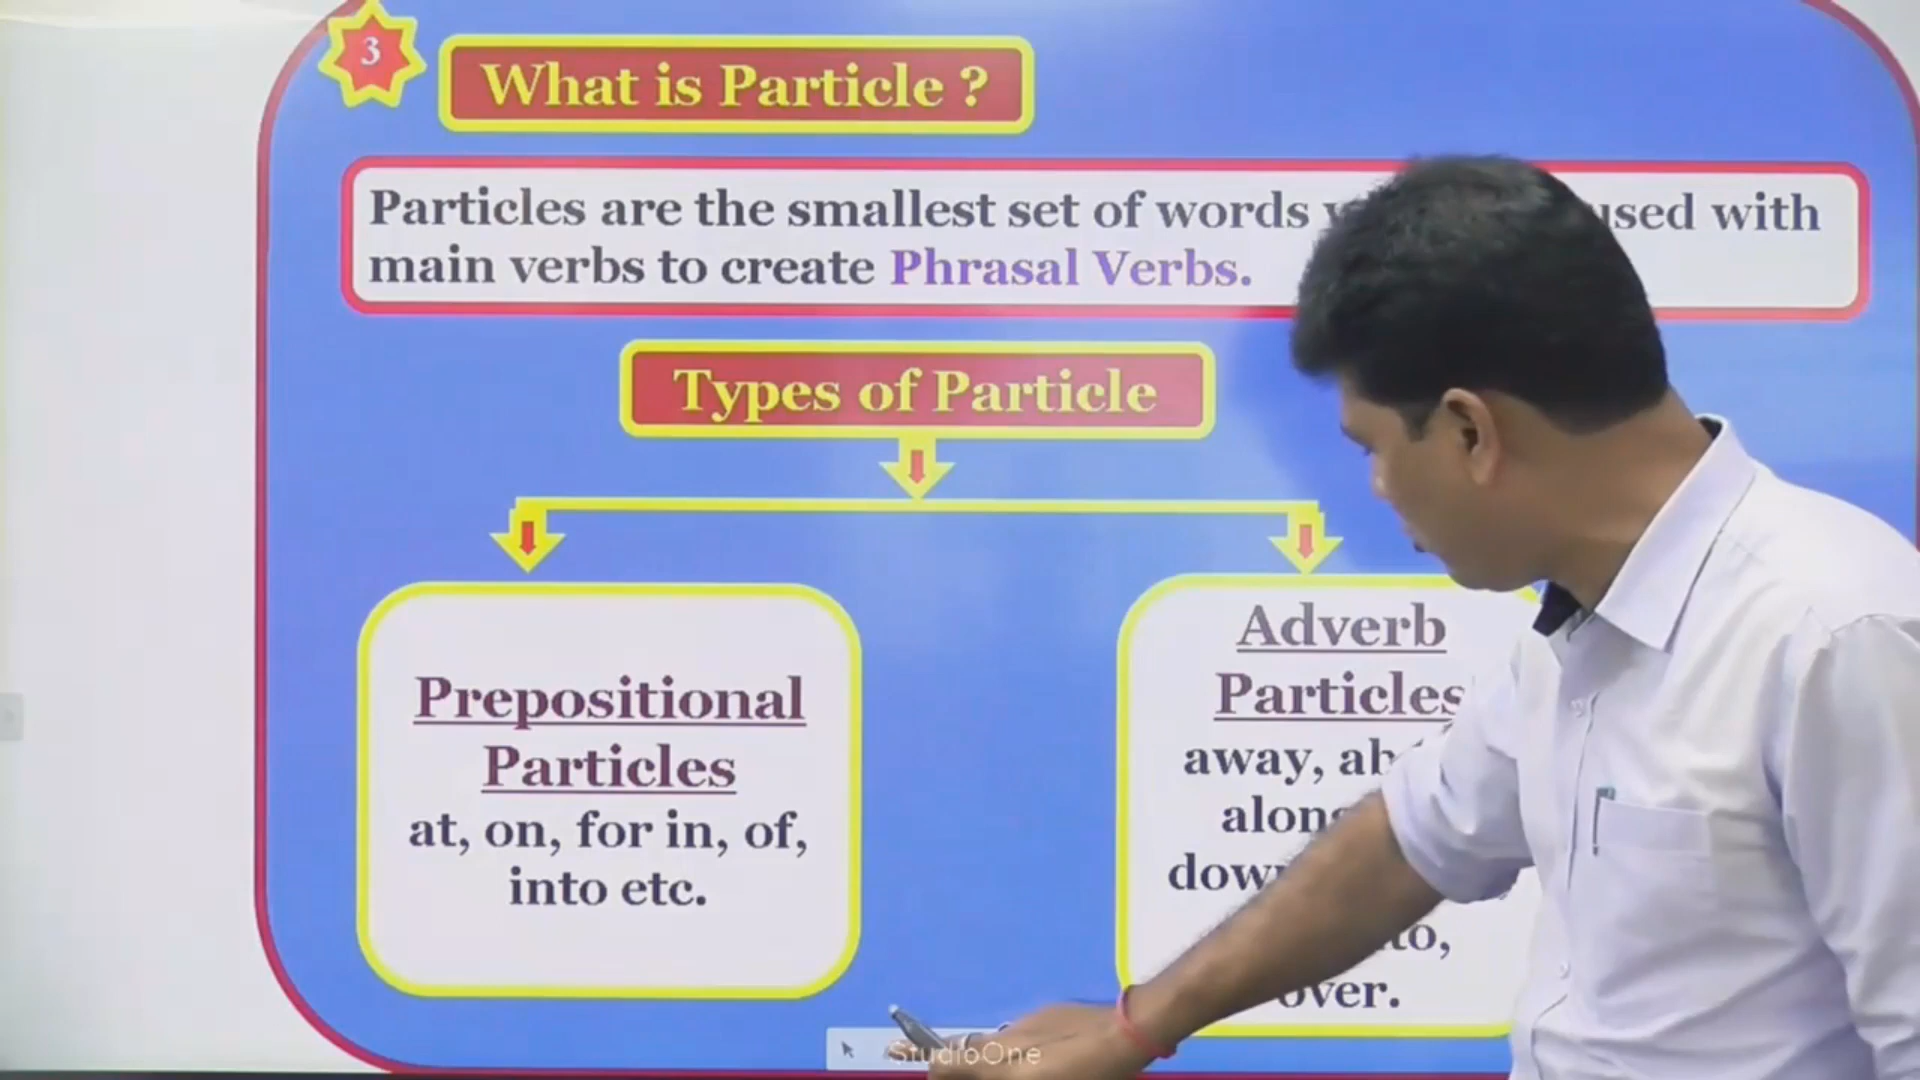 3
What is Particle ?
Particles are the smallest set of words used with
main verbs to create Phrasal Verbs.
Types of Particle
Prepositional
Particles
at, on, for in, of,
into etc.
Adverb
Particles
away,
over.
StudioOne